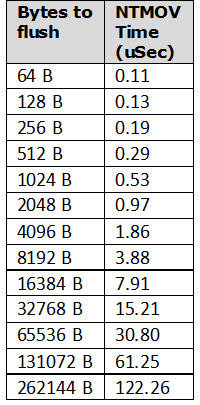 Bytes to flush NTMOV Time (uSec)
64 B 0.11
128 B 0.13
256 B 0.19
512 B 0.29
1024 B 0.53
2048 B 0.97
4096 B 1.86
8192 B 3.88
16384 B 7.91
32768 B 15.21
65536 B 30.80
131072 B 61.25
262144 B 122.26